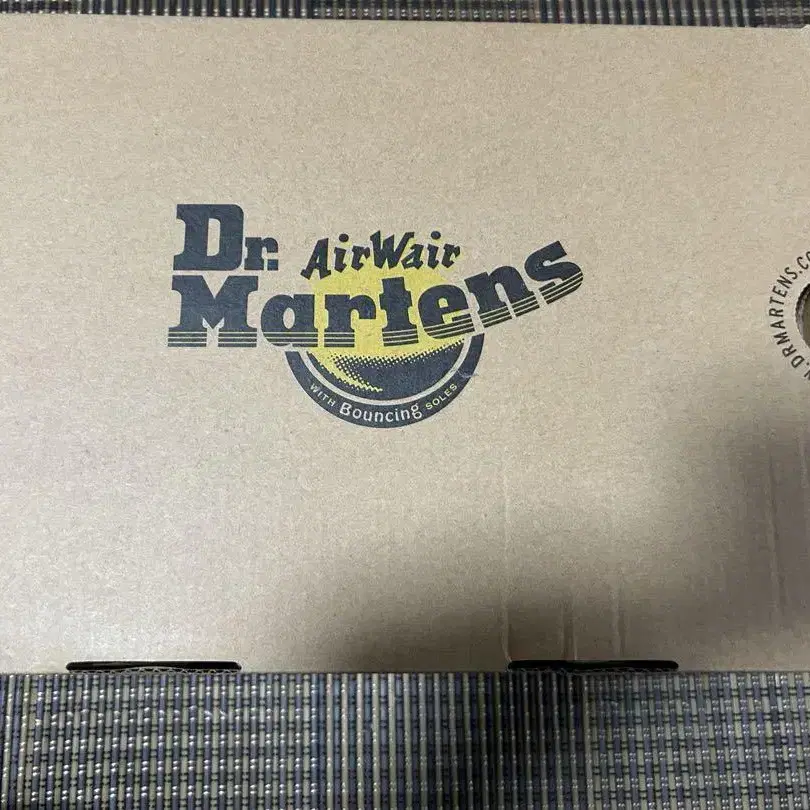 Dr.
AirWair
Martens
WITH Bouncing SOLES
.DRMARTENS.CO